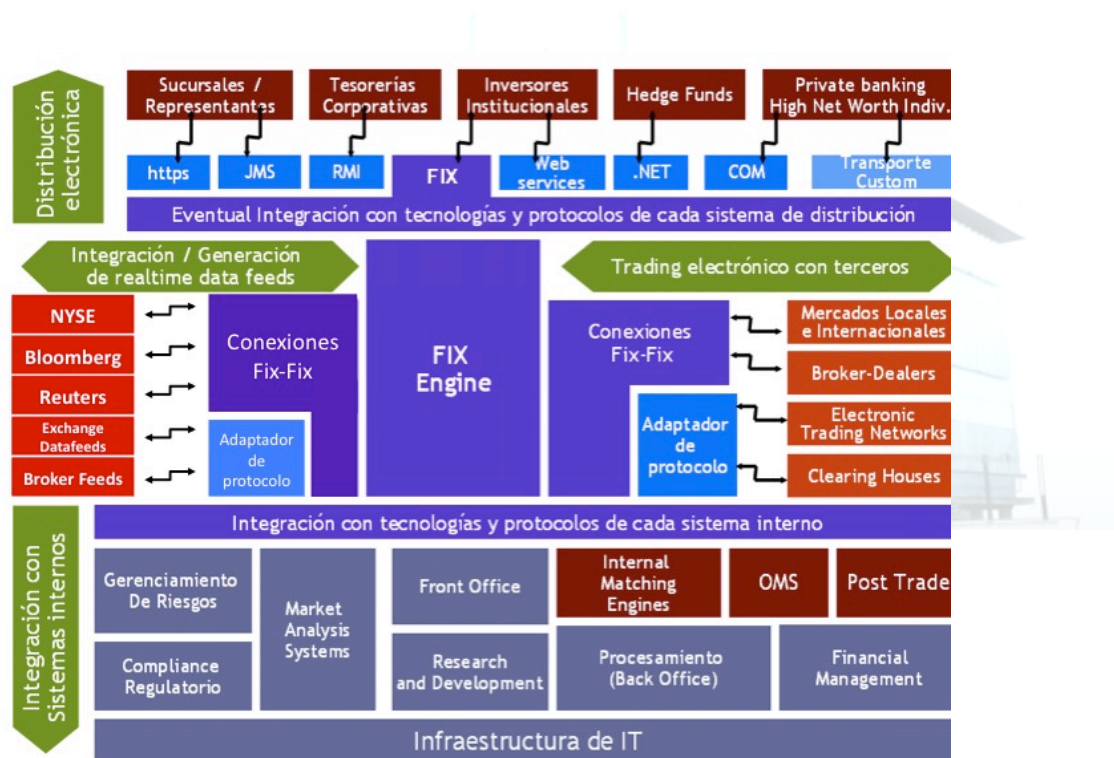 Distribución
electrónica
Sucursales /
Representantes
Tesorerías
Corporativas
Inversores
Institucionales
Hedge Funds
Private banking
High Net Worth Indiv.
https
JMS
RMI
FIX
Web
services
.NET
COM
Transporte
Custom
Eventual Integración con tecnologías y protocolos de cada sistema de distribución
Integración / Generación
de realtime data feeds
Trading electrónico con terceros
NYSE
Bloomberg
Reuters
Exchange
Datafeeds
Broker Feeds
Conexiones
Fix-Fix
Adaptador
de
protocolo
FIX
Engine
Conexiones
Fix-Fix
Adaptador
de
protocolo
Mercados Locales
e Internacionales
Broker-Dealers
Electronic
Trading Networks
Clearing Houses
Integración con
Sistemas internos
Integración con tecnologías y protocolos de cada sistema interno
Gerenciamiento
De Riesgos
Compliance
Regulatorio
Market
Analysis
Systems
Front Office
Research
and Development
Internal
Matching
Engines
OMS
Post Trade
Procesamiento
(Back Office)
Financial
Management
Infraestructura de IT